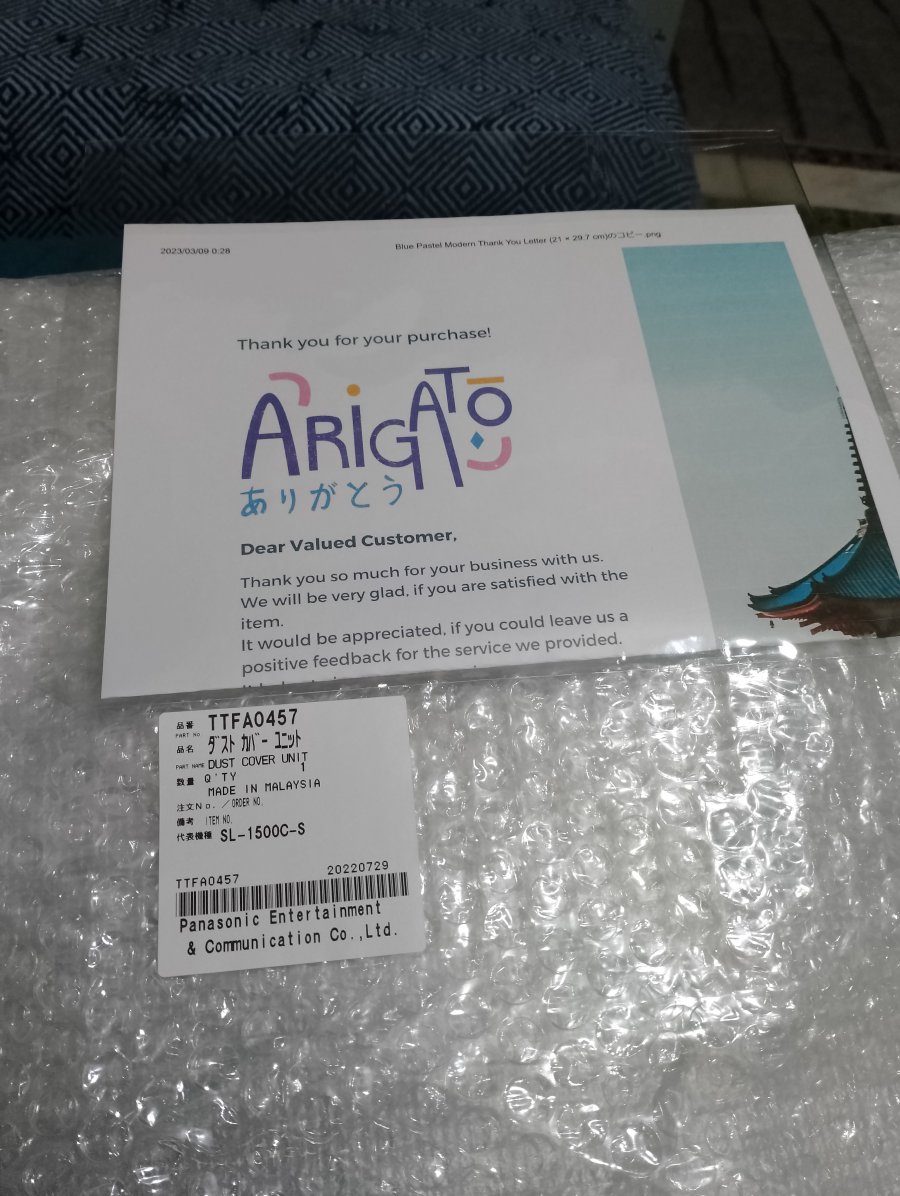 2023/03/09 0:28
Blue Pastel Modern Thank You Letter (21 × 29.7 cm)のコピー.png
Thank you for your purchase!
ARIGATO
ありがとう
Dear Valued Customer,
Thank you so much for your business with us.
We will be very glad, if you are satisfied with the
item.
It would be appreciated, if you could leave us a
positive feedback for the service we provided.
品番 TTFA0457
PART No.
品名 ダスト カバー ユニット
PART NAME DUST COVER UNIT
数量 Q'TY 1
MADE IN MALAYSIA
注文No. / ORDER NO.
備考 ITEM NO.
代表機種 SL-1500C-S
TTFA0457 20220729
Panasonic Entertainment
& Communication Co.,Ltd.